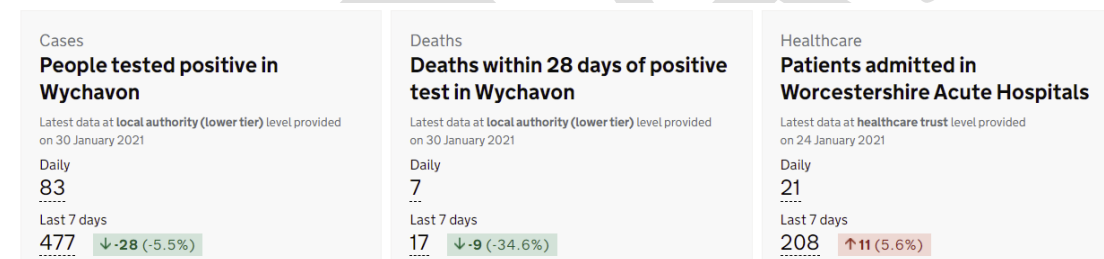 Cases
People tested positive in
Wychavon
Latest data at local authority (lower tier) level provided
on 30 January 2021
Daily
83
Last 7 days
477 ↓ -28 (-5.5%)
Deaths
Deaths within 28 days of positive
test in Wychavon
Latest data at local authority (lower tier) level provided
on 30 January 2021
Daily
7
Last 7 days
17 ↓ -9 (-34.6%)
Healthcare
Patients admitted in
Worcestershire Acute Hospitals
Latest data at healthcare trust level provided
on 24 January 2021
Daily
21
Last 7 days
208 ↑ 11 (5.6%)